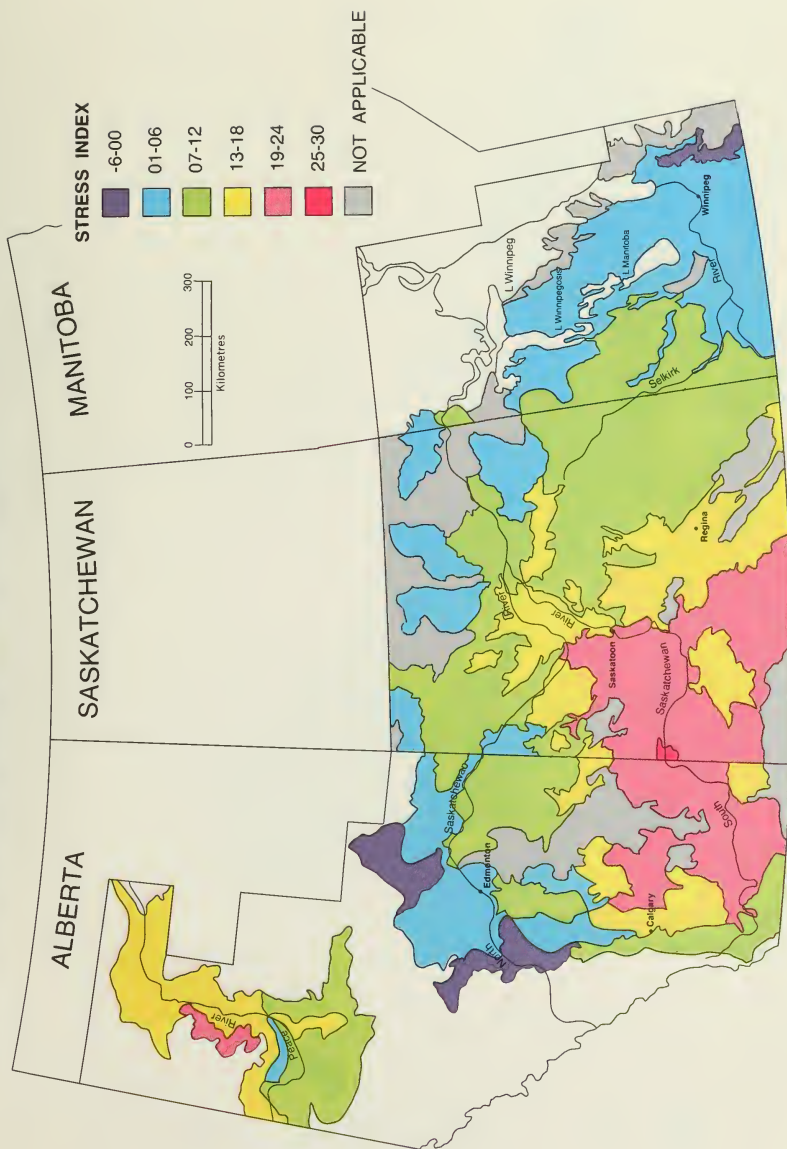 ALBERTA
SASKATCHEWAN
MANITOBA
STRESS INDEX
-6-00
01-06
07-12
13-18
19-24
25-30
NOT APPLICABLE
0 100 200 300
Kilometres
Peace
River
North
Saskatchewan
River
Edmonton
Calgary
South
Saskatchewan
River
Saskatoon
Regina
Selkirk
River
L Winnipeg
L Winnipegosis
L Manitoba
Winnipeg